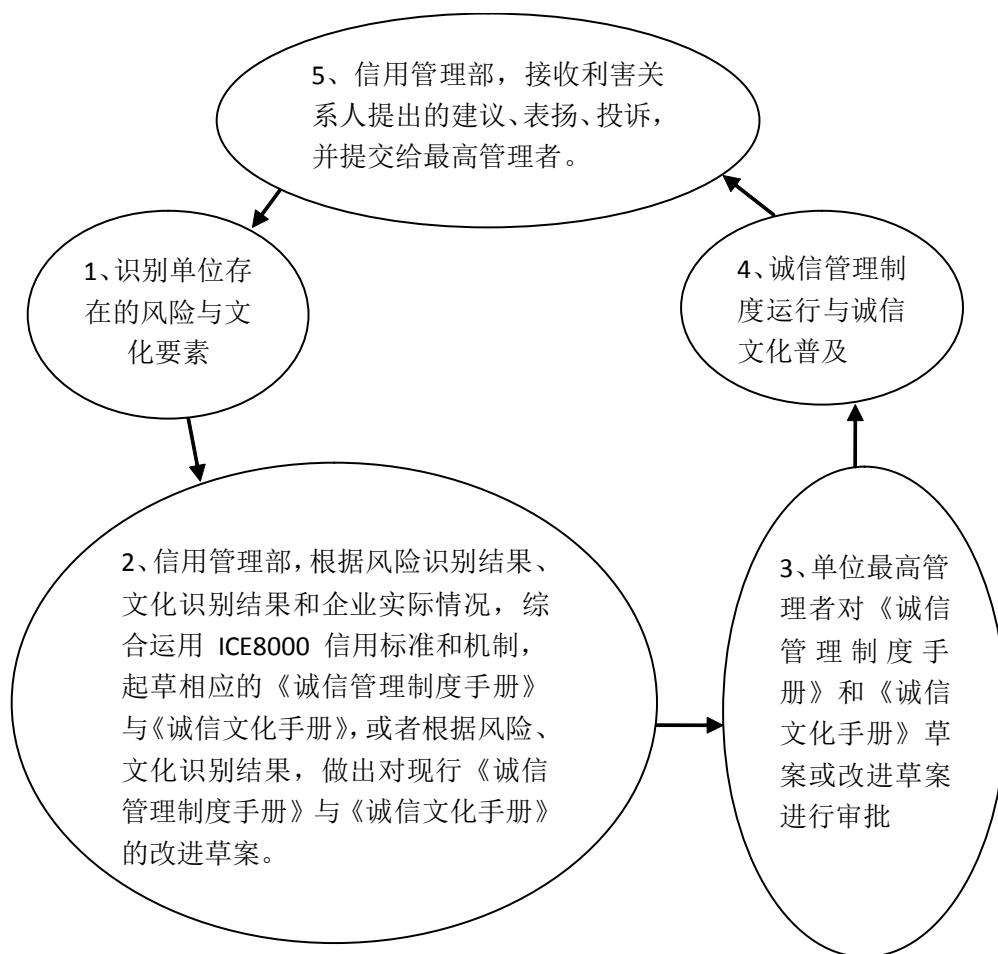 5、信用管理部，接收利害关
系人提出的建议、表扬、投诉，
并提交给最高管理者。
1、识别单位存
在的风险与文
化要素
4、诚信管理制
度运行与诚信
文化普及
2、信用管理部，根据风险识别结果、
文化识别结果和企业实际情况，综
合运用 ICE8000 信用标准和机制，
起草相应的《诚信管理制度手册》
与《诚信文化手册》，或者根据风险、
文化识别结果，做出对现行《诚信
管理制度手册》与《诚信文化手册》
的改进草案。
3、单位最高管
理者对《诚信
管理制度手
册》和《诚信
文化手册》草
案或改进草案
进行审批